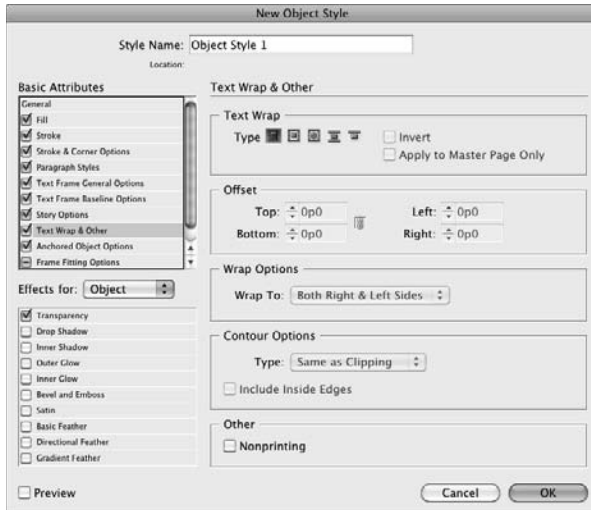 New Object Style
Style Name: Object Style 1
Location:
Basic Attributes
General
Fill
Stroke
Stroke & Corner Options
Paragraph Styles
Text Frame General Options
Text Frame Baseline Options
Story Options
Text Wrap & Other
Anchored Object Options
Frame Fitting Options
Effects for: Object
Transparency
Drop Shadow
Inner Shadow
Outer Glow
Inner Glow
Bevel and Emboss
Satin
Basic Feather
Directional Feather
Gradient Feather
Preview
Text Wrap & Other
Text Wrap
Type
Invert
Apply to Master Page Only
Offset
Top: 0p0
Left: 0p0
Bottom: 0p0
Right: 0p0
Wrap Options
Wrap To: Both Right & Left Sides
Contour Options
Type: Same as Clipping
Include Inside Edges
Other
Nonprinting
Cancel
OK